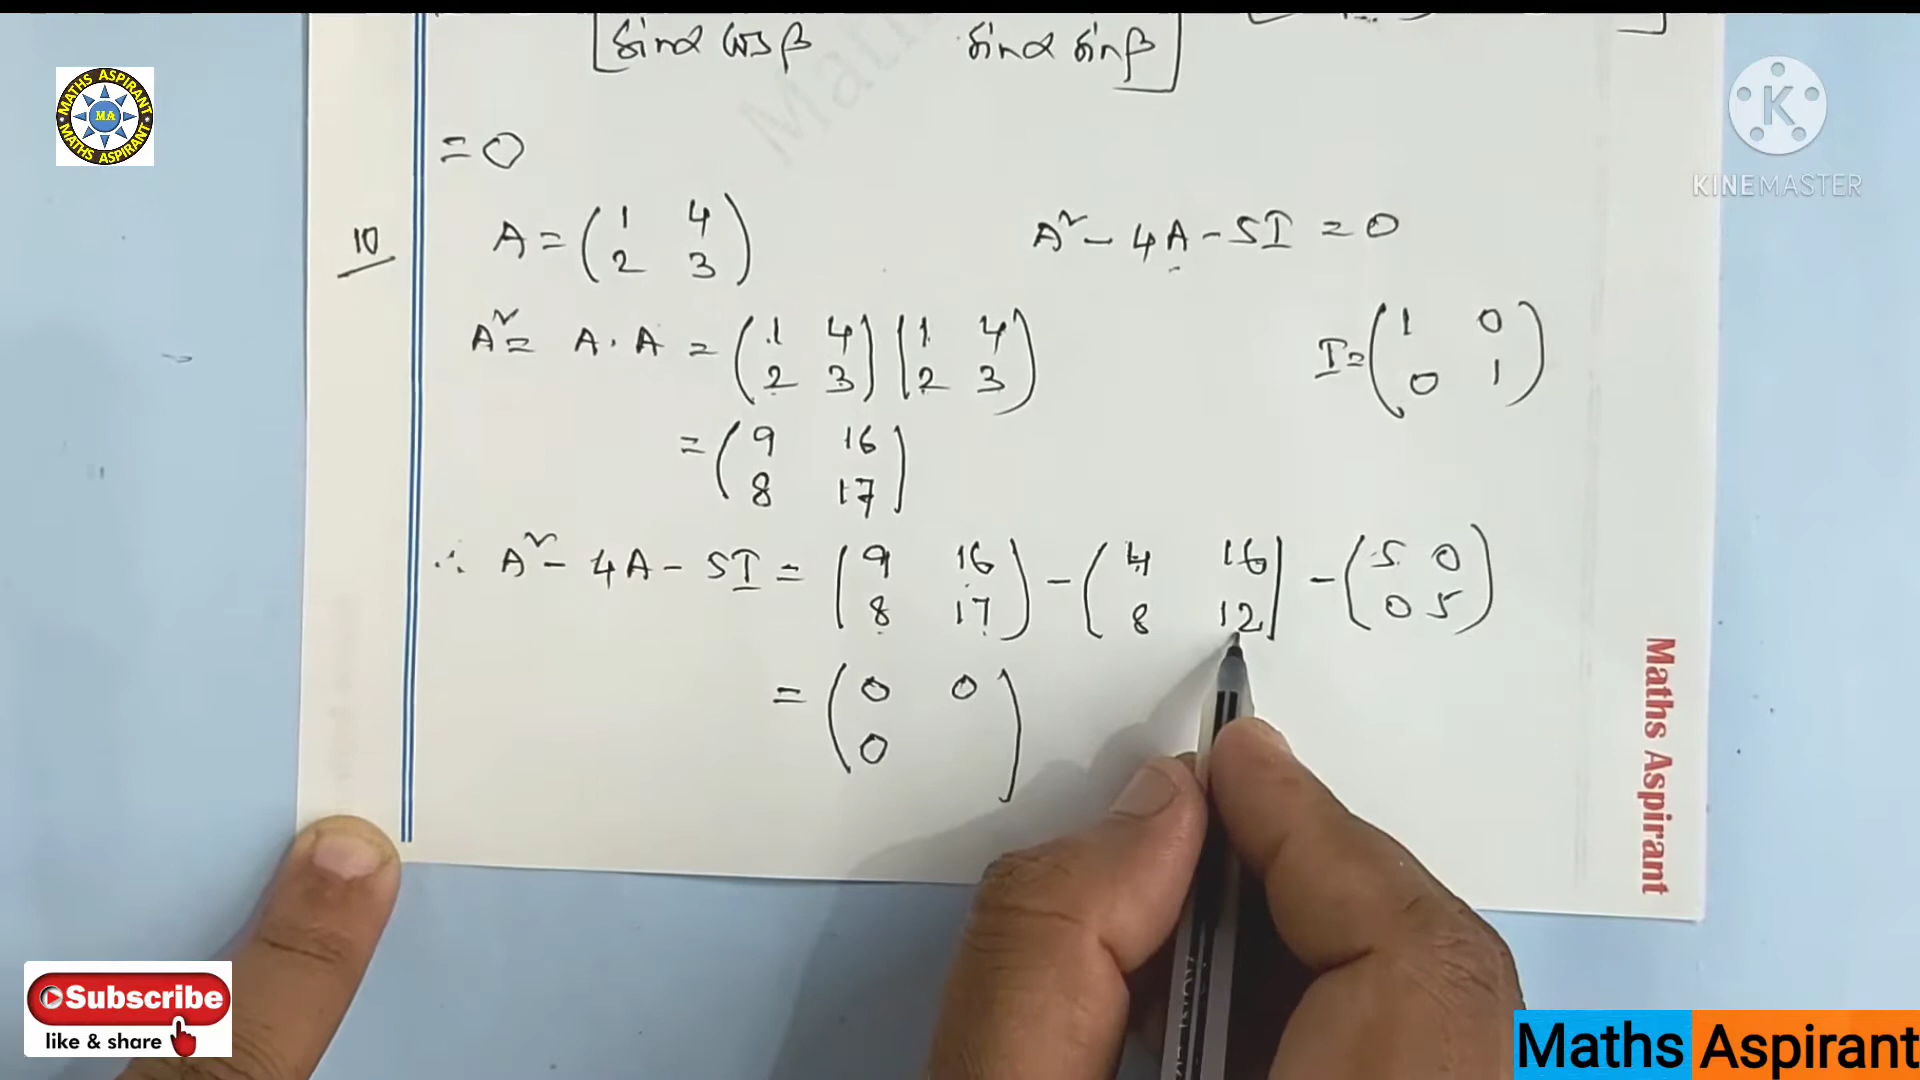 sinα cosβ sinα sinβ
= 0
10 A = ( 1 4 A² - 4A - 5I = 0
2 3 )
A² = A . A = ( 1 4 ) ( 1 4 ) I = ( 1 0
2 3 2 3 0 1 )
= ( 9 16
8 17 )
∴ A² - 4A - 5I = ( 9 16 ) - ( 4 16 ) - ( 5 0 )
8 17 8 12 0 5
= ( 0 0 )
0
MATHS ASPIRANT
MA
MATHS ASPIRANT
K
KINEMASTER
Maths Aspirant
Subscribe
like & share
Maths Aspirant